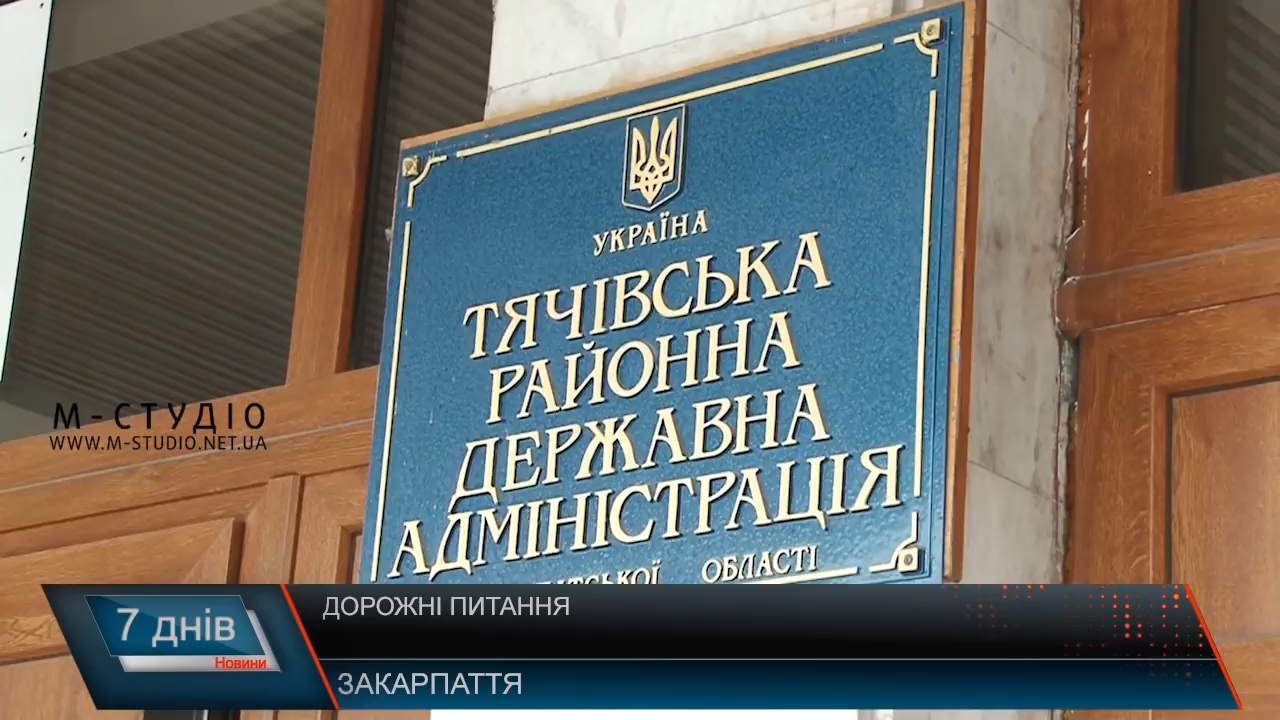 УКРАЇНА
ТЯЧІВСЬКА
РАЙОННА
ДЕРЖАВНА
АДМІНІСТРАЦІЯ
ОБЛАСТІ
М-СТУДІО
WWW.M-STUDIO.NET.UA
7 днів
Новини
ДОРОЖНІ ПИТАННЯ
ЗАКАРПАТТЯ